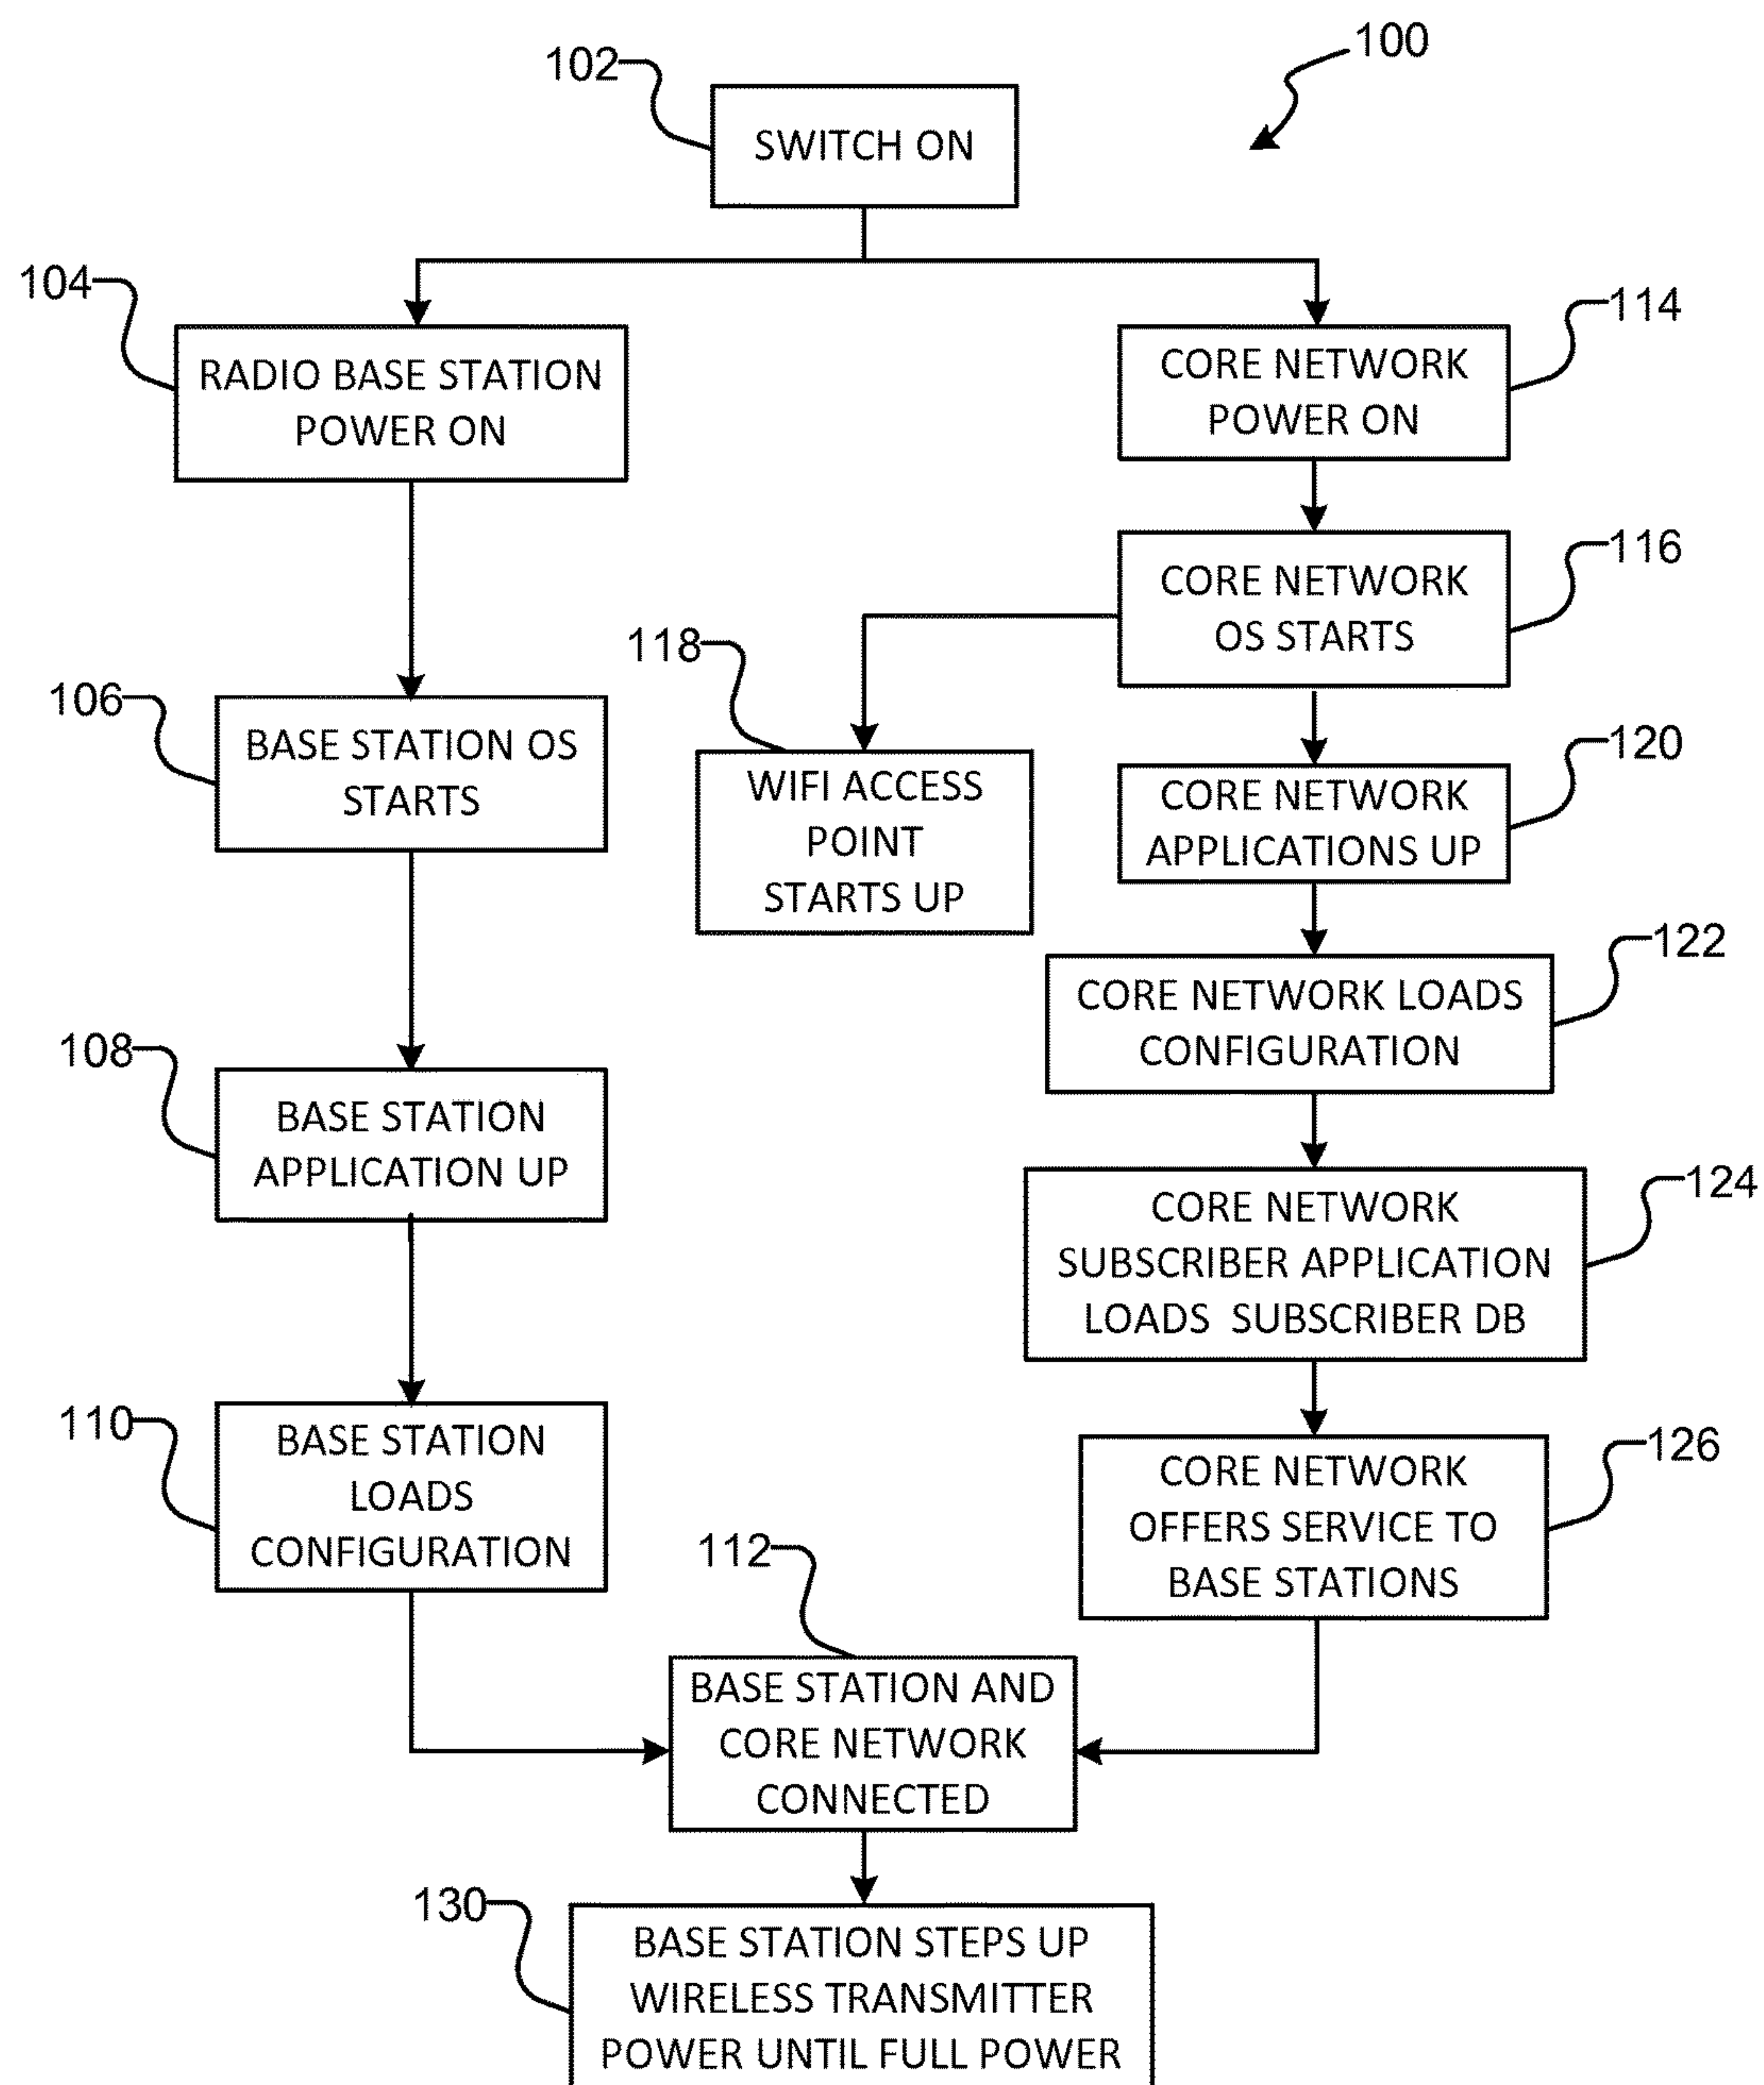 100
102
SWITCH ON
104
RADIO BASE STATION
POWER ON
114
CORE NETWORK
POWER ON
116
CORE NETWORK
OS STARTS
106
BASE STATION OS
STARTS
118
WIFI ACCESS
POINT
STARTS UP
120
CORE NETWORK
APPLICATIONS UP
122
CORE NETWORK LOADS
CONFIGURATION
108
BASE STATION
APPLICATION UP
124
CORE NETWORK
SUBSCRIBER APPLICATION
LOADS SUBSCRIBER DB
110
BASE STATION
LOADS
CONFIGURATION
126
CORE NETWORK
OFFERS SERVICE TO
BASE STATIONS
112
BASE STATION AND
CORE NETWORK
CONNECTED
130
BASE STATION STEPS UP
WIRELESS TRANSMITTER
POWER UNTIL FULL POWER